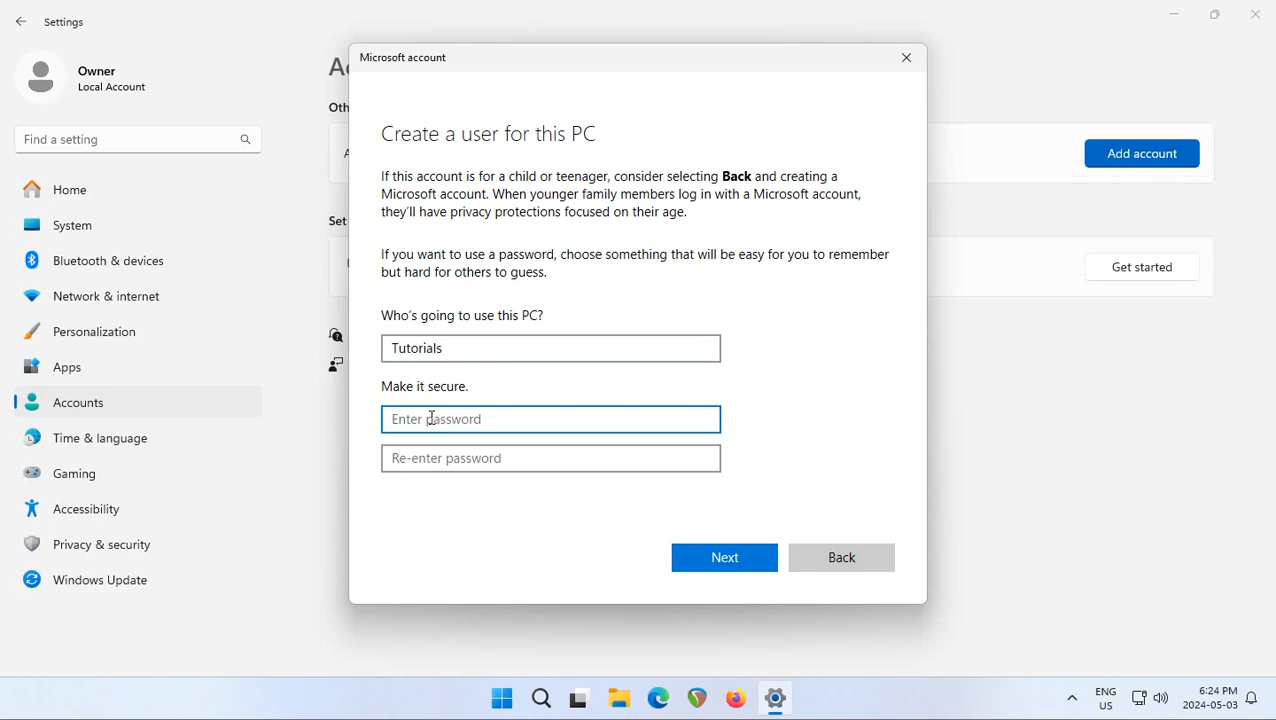 Settings
Owner
Local Account
Find a setting
Home
System
Bluetooth & devices
Network & internet
Personalization
Apps
Accounts
Time & language
Gaming
Accessibility
Privacy & security
Windows Update
Ac
Oth
A
Add account
Set
Get started
Microsoft account
Create a user for this PC
If this account is for a child or teenager, consider selecting Back and creating a
Microsoft account. When younger family members log in with a Microsoft account,
they'll have privacy protections focused on their age.
If you want to use a password, choose something that will be easy for you to remember
but hard for others to guess.
Who's going to use this PC?
Tutorials
Make it secure.
Enter password
Re-enter password
Next
Back
ENG
US
6:24 PM
2024-05-03